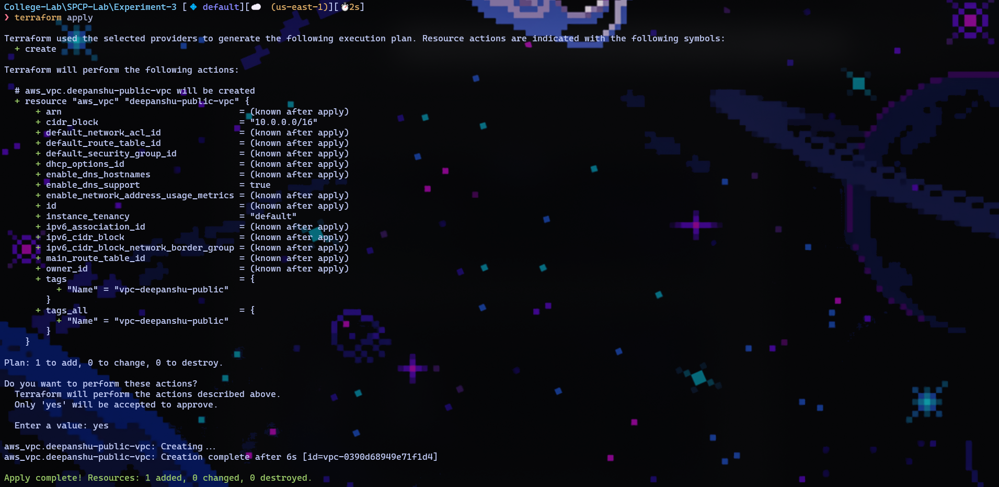 College-Lab\SPCP-Lab\Experiment-3 [ default][ (us-east-1)][2s]
❯ terraform apply
Terraform used the selected providers to generate the following execution plan. Resource actions are indicated with the following symbols:
+ create
Terraform will perform the following actions:
# aws_vpc.deepanshu-public-vpc will be created
+ resource "aws_vpc" "deepanshu-public-vpc" {
+ arn = (known after apply)
+ cidr_block = "10.0.0.0/16"
+ default_network_acl_id = (known after apply)
+ default_route_table_id = (known after apply)
+ default_security_group_id = (known after apply)
+ dhcp_options_id = (known after apply)
+ enable_dns_hostnames = (known after apply)
+ enable_dns_support = true
+ enable_network_address_usage_metrics = (known after apply)
+ id = (known after apply)
+ instance_tenancy = "default"
+ ipv6_association_id = (known after apply)
+ ipv6_cidr_block = (known after apply)
+ ipv6_cidr_block_network_border_group = (known after apply)
+ main_route_table_id = (known after apply)
+ owner_id = (known after apply)
+ tags = {
+ "Name" = "vpc-deepanshu-public"
}
+ tags_all = {
+ "Name" = "vpc-deepanshu-public"
}
}
Plan: 1 to add, 0 to change, 0 to destroy.
Do you want to perform these actions?
Terraform will perform the actions described above.
Only 'yes' will be accepted to approve.
Enter a value: yes
aws_vpc.deepanshu-public-vpc: Creating...
aws_vpc.deepanshu-public-vpc: Creation complete after 6s [id=vpc-0390d68949e71f1d4]
Apply complete! Resources: 1 added, 0 changed, 0 destroyed.